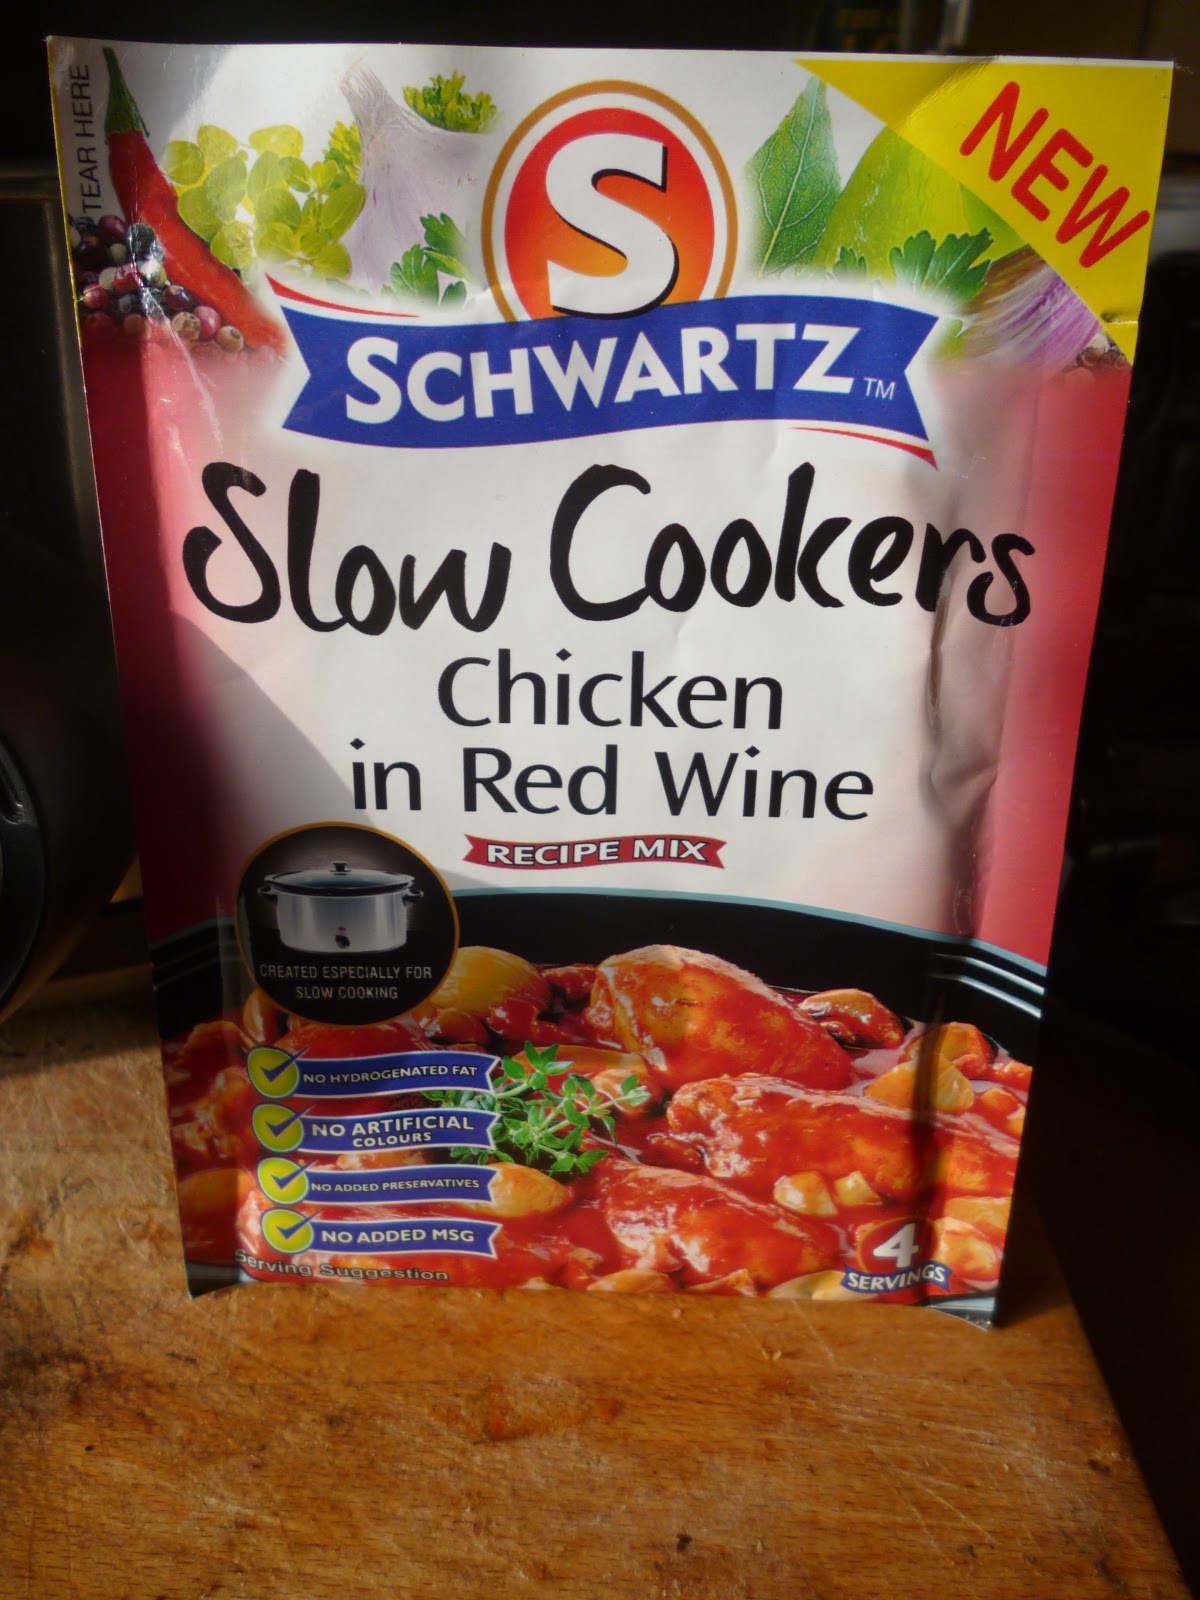 TEAR HERE
NEW
S
SCHWARTZ™
Slow Cookers
Chicken
in Red Wine
RECIPE MIX
CREATED ESPECIALLY FOR
SLOW COOKING
NO HYDROGENATED FAT
NO ARTIFICIAL
COLOURS
NO ADDED PRESERVATIVES
NO ADDED MSG
Serving Suggestion
4
SERVINGS